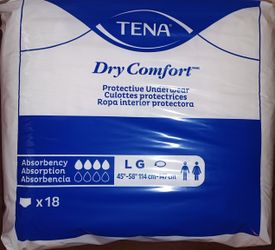 TENA
Dry Comfort™
Protective Underwear
Culottes protectrices
Ropa interior protectora
Absorbency
Absorption
Absorbencia
LG
45"-58" 114 cm-147 cm
x18